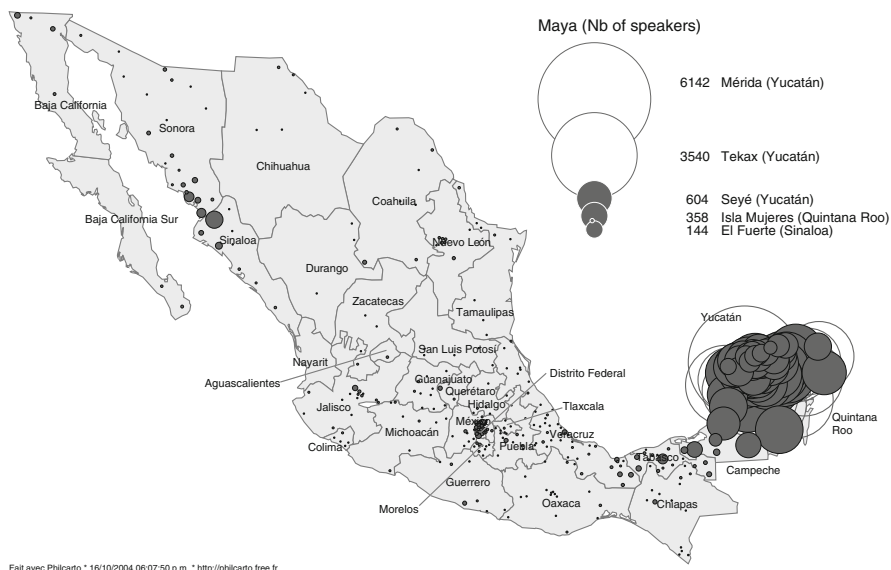 Maya (Nb of speakers)
6142 Mérida (Yucatán)
3540 Tekax (Yucatán)
604 Seyé (Yucatán)
358 Isla Mujeres (Quintana Roo)
144 El Fuerte (Sinaloa)
Baja California
Sonora
Chihuahua
Coahuila
Baja California Sur
Sinaloa
Nuevo León
Durango
Zacatecas
Tamaulipas
Yucatán
San Luis Potosí
Nayarit
Aguascalientes
Guanajuato
Distrito Federal
Querétaro
Hidalgo
Jalisco
Tlaxcala
México
Quintana
Roo
Michoacán
Veracruz
Colima
Puebla
Tabasco
Campeche
Guerrero
Morelos
Oaxaca
Chiapas
Fait avec Philcarto * 16/10/2004 06:07:50 p.m. * http://philcarto.free.fr